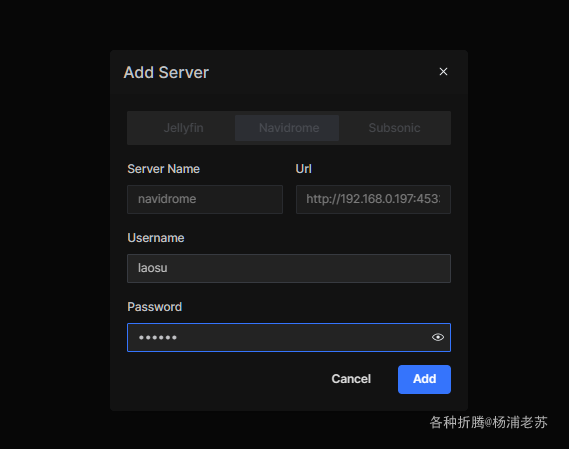 Add Server
Jellyfin Navidrome Subsonic
Server Name Url
navidrome http://192.168.0.197:453
Username
laosu
Password
••••••
Cancel Add
各种折腾@杨浦老苏